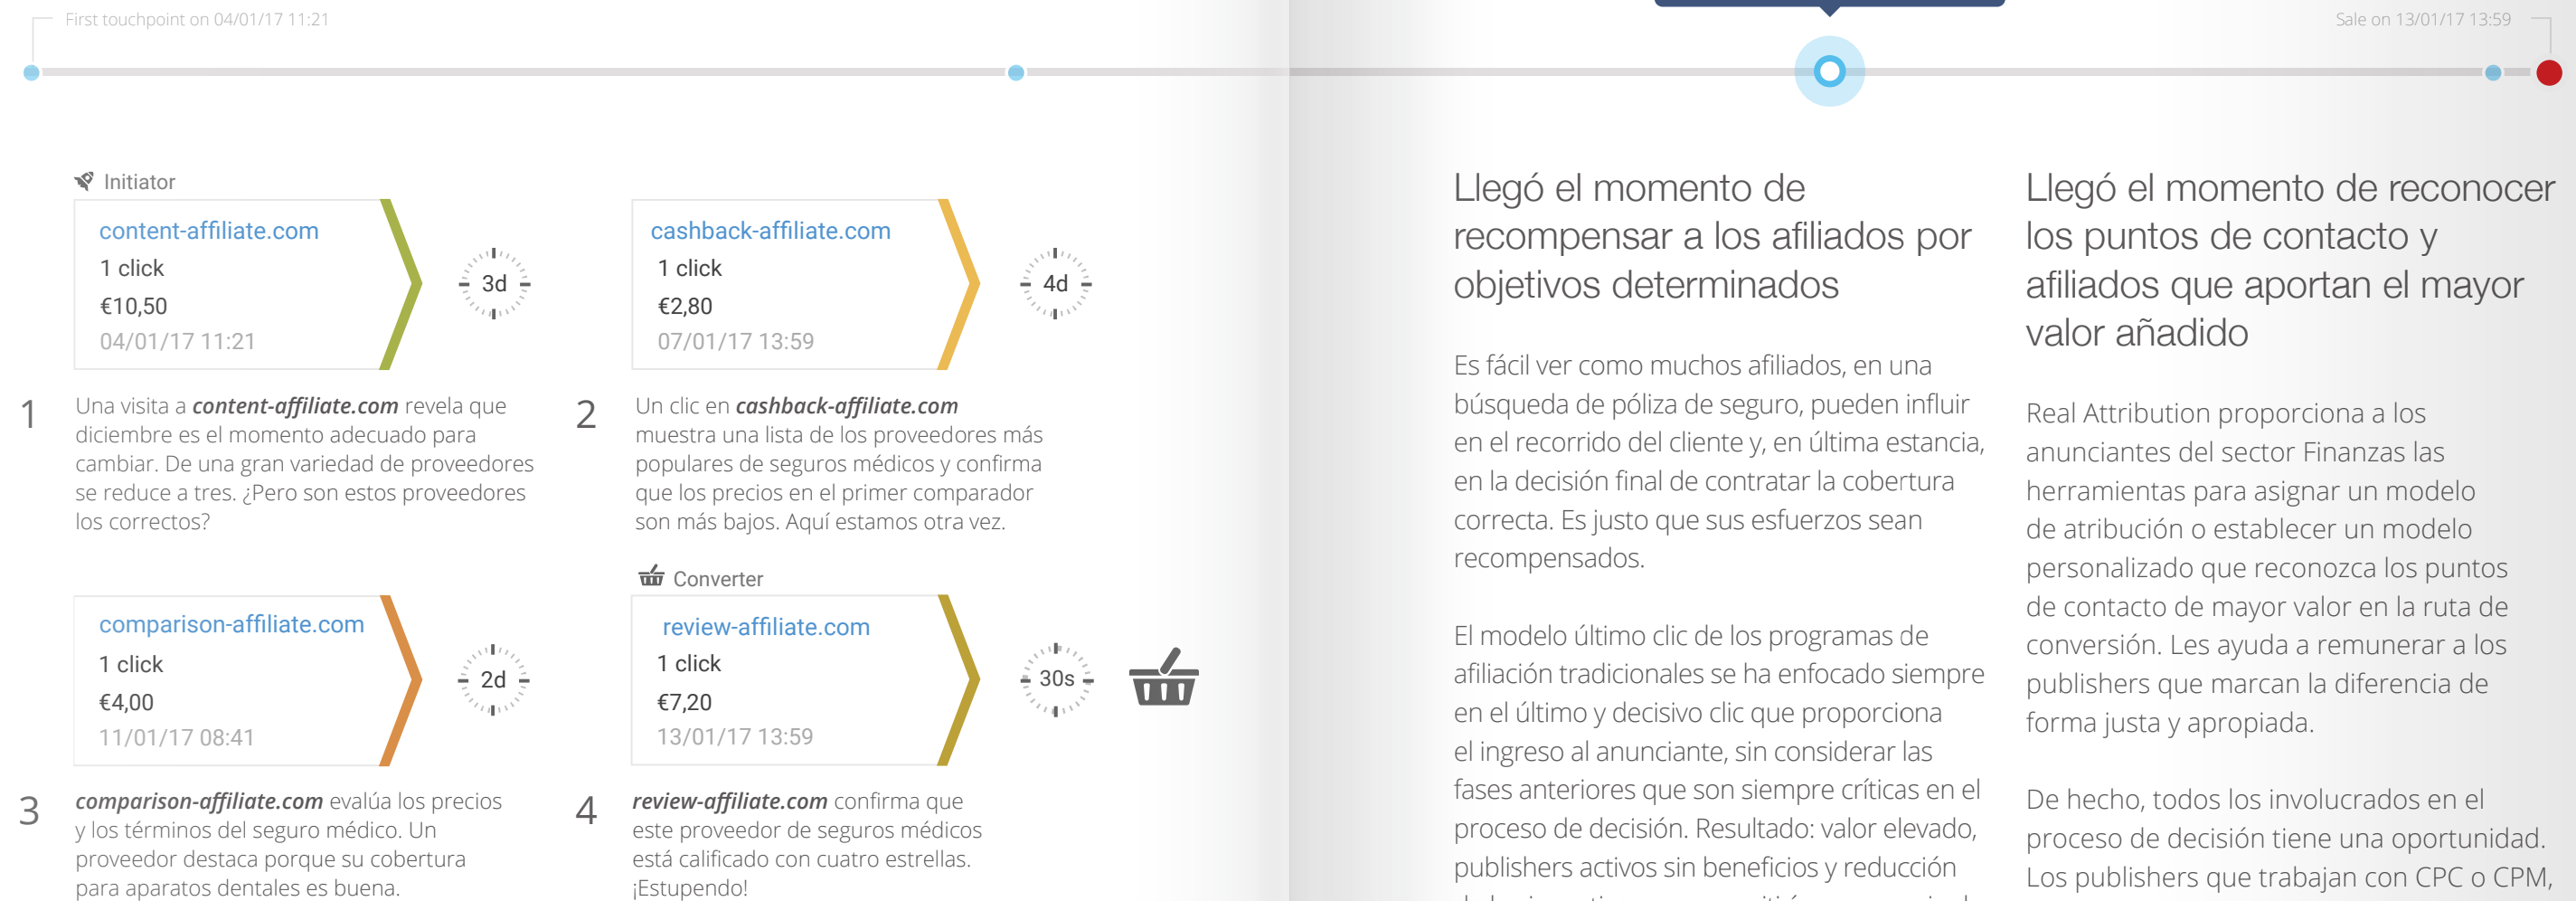 First touchpoint on 04/01/17 11:21
Sale on 13/01/17 13:59
Initiator
content-affiliate.com
1 click
€10,50
04/01/17 11:21
3d
1
Una visita a content-affiliate.com revela que
diciembre es el momento adecuado para
cambiar. De una gran variedad de proveedores
se reduce a tres. ¿Pero son estos proveedores
los correctos?
cashback-affiliate.com
1 click
€2,80
07/01/17 13:59
4d
2
Un clic en cashback-affiliate.com
muestra una lista de los proveedores más
populares de seguros médicos y confirma
que los precios en el primer comparador
son más bajos. Aquí estamos otra vez.
comparison-affiliate.com
1 click
€4,00
11/01/17 08:41
2d
3
comparison-affiliate.com evalúa los precios
y los términos del seguro médico. Un
proveedor destaca porque su cobertura
para aparatos dentales es buena.
Converter
review-affiliate.com
1 click
€7,20
13/01/17 13:59
30s
4
review-affiliate.com confirma que
este proveedor de seguros médicos
está calificado con cuatro estrellas.
¡Estupendo!
Llegó el momento de
recompensar a los afiliados por
objetivos determinados
Es fácil ver como muchos afiliados, en una
búsqueda de póliza de seguro, pueden influir
en el recorrido del cliente y, en última estancia,
en la decisión final de contratar la cobertura
correcta. Es justo que sus esfuerzos sean
recompensados.
El modelo último clic de los programas de
afiliación tradicionales se ha enfocado siempre
en el último y decisivo clic que proporciona
el ingreso al anunciante, sin considerar las
fases anteriores que son siempre críticas en el
proceso de decisión. Resultado: valor elevado,
publishers activos sin beneficios y reducción
Llegó el momento de reconocer
los puntos de contacto y
afiliados que aportan el mayor
valor añadido
Real Attribution proporciona a los
anunciantes del sector Finanzas las
herramientas para asignar un modelo
de atribución o establecer un modelo
personalizado que reconozca los puntos
de contacto de mayor valor en la ruta de
conversión. Les ayuda a remunerar a los
publishers que marcan la diferencia de
forma justa y apropiada.
De hecho, todos los involucrados en el
proceso de decisión tiene una oportunidad.
Los publishers que trabajan con CPC o CPM,